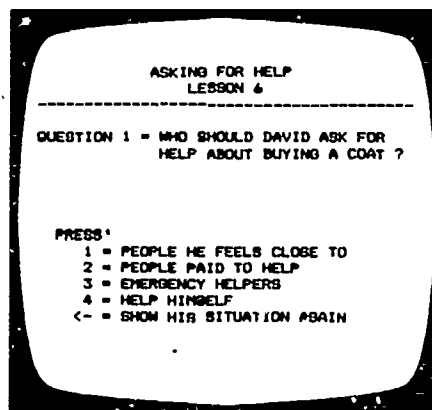 ASKING FOR HELP
LESSON 6
----------------------------------------
QUESTION 1 = WHO SHOULD DAVID ASK FOR
HELP ABOUT BUYING A COAT ?
PRESS'
1 = PEOPLE HE FEELS CLOSE TO
2 = PEOPLE PAID TO HELP
3 = EMERGENCY HELPERS
4 = HELP HIMSELF
<- = SHOW HIS SITUATION AGAIN